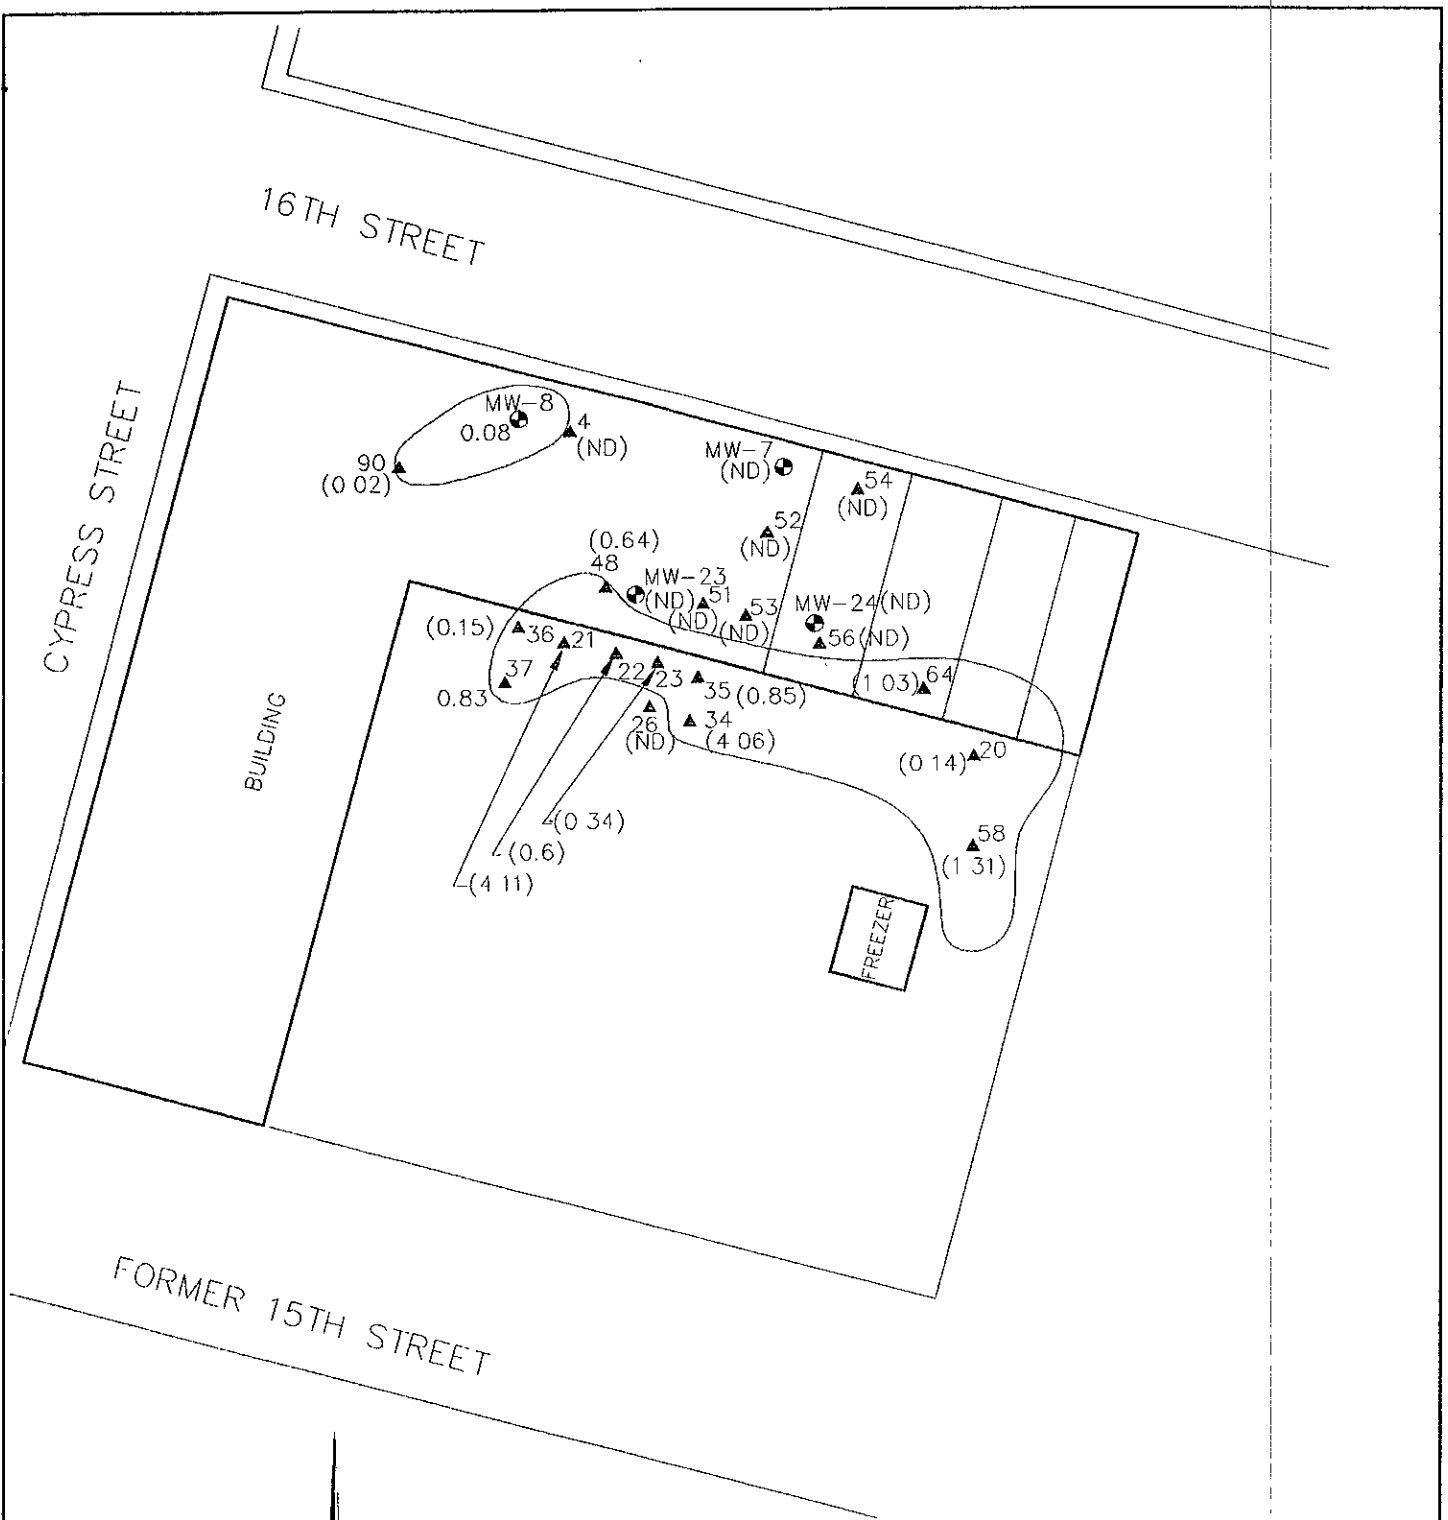 16TH STREET
CYPRESS STREET
MW-8
0.08
4
(ND)
90
(0 02)
MW-7
(ND)
54
(ND)
52
(ND)
(0.64)
48
MW-23
(ND)
51
(ND)
53
(ND)
MW-24(ND)
56(ND)
(0.15)
36
21
37
0.83
22
23
35
(0.85)
(1 03)
64
26
(ND)
34
(4 06)
20
(0 14)
58
(1 31)
(0 34)
(0.6)
(4 11)
BUILDING
FREEZER
FORMER 15TH STREET